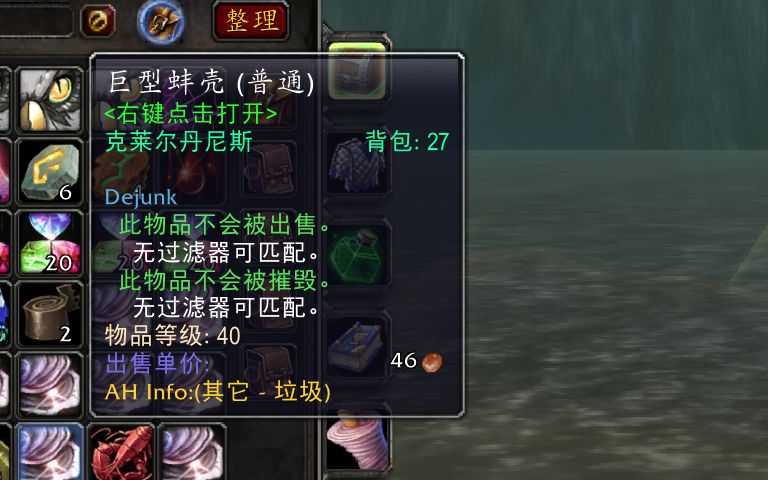 整理
巨型蚌壳 (普通)
<右键点击打开>
克莱尔丹尼斯 背包: 27
Dejunk
此物品不会被出售。
无过滤器可匹配。
此物品不会被摧毁。
无过滤器可匹配。
物品等级: 40
出售单价: 46
AH Info:(其它 - 垃圾)
6
20
2